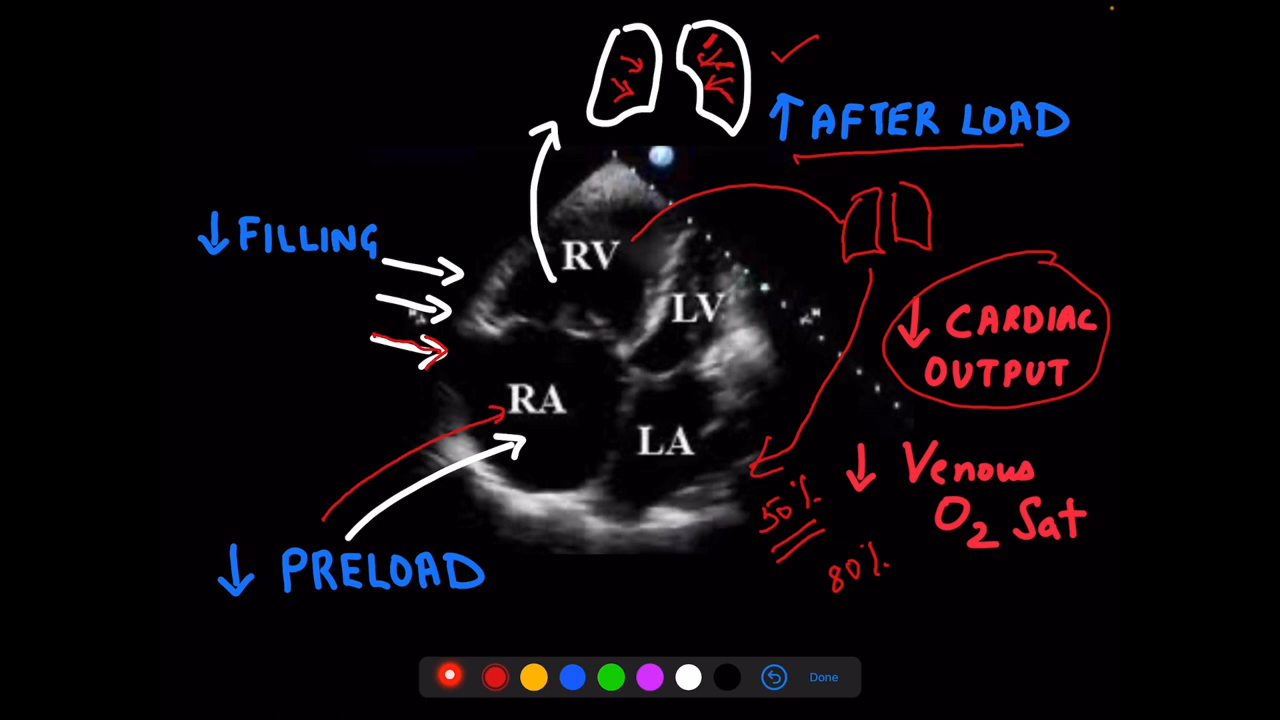 ↑ AFTER LOAD
↓ FILLING
RV
LV
↓ CARDIAC
OUTPUT
RA
LA
↓ Venous
O2 Sat
50%
80%
↓ PRELOAD
Done